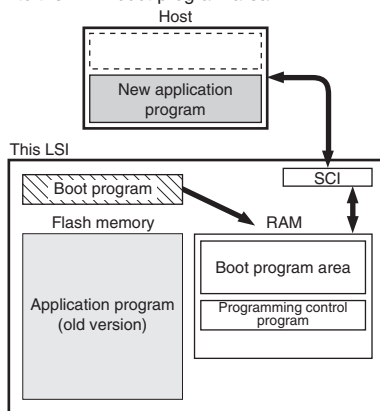 Host
New application
program
This LSI
SCI
Boot program
Flash memory
RAM
Boot program area
Application program
(old version)
Programming control
program